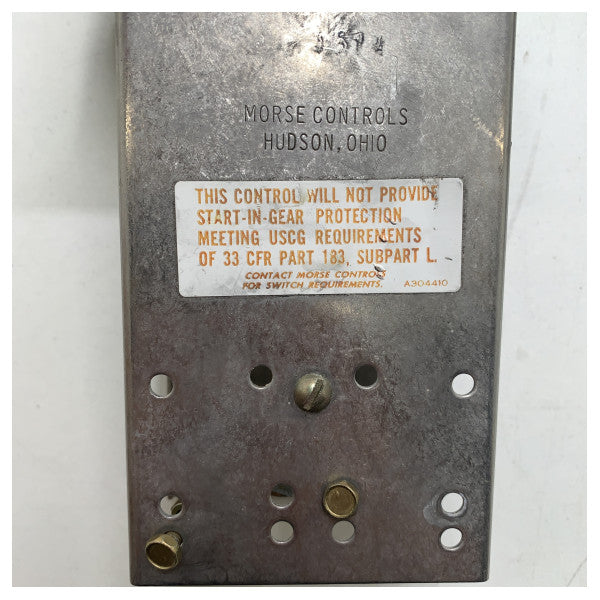 MORSE CONTROLS
HUDSON, OHIO
THIS CONTROL WILL NOT PROVIDE
START-IN-GEAR PROTECTION
MEETING USCG REQUIREMENTS
OF 33 CFR PART 183, SUBPART L.
CONTACT MORSE CONTROLS
FOR SWITCH REQUIREMENTS.
A304410